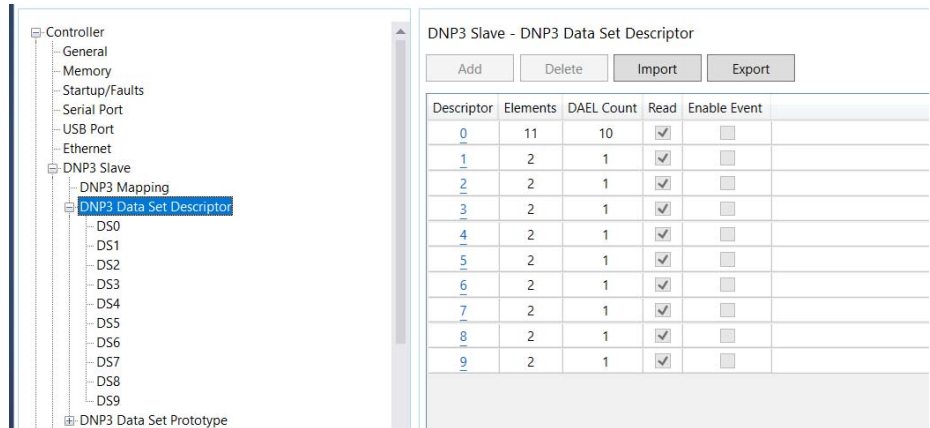 Controller
General
Memory
Startup/Faults
Serial Port
USB Port
Ethernet
DNP3 Slave
DNP3 Mapping
DNP3 Data Set Descriptor
DS0
DS1
DS2
DS3
DS4
DS5
DS6
DS7
DS8
DS9
DNP3 Data Set Prototype
DNP3 Slave - DNP3 Data Set Descriptor
Add Delete Import Export
Descriptor Elements DAEL Count Read Enable Event
0 11 10
1 2 1
2 2 1
3 2 1
4 2 1
5 2 1
6 2 1
7 2 1
8 2 1
9 2 1